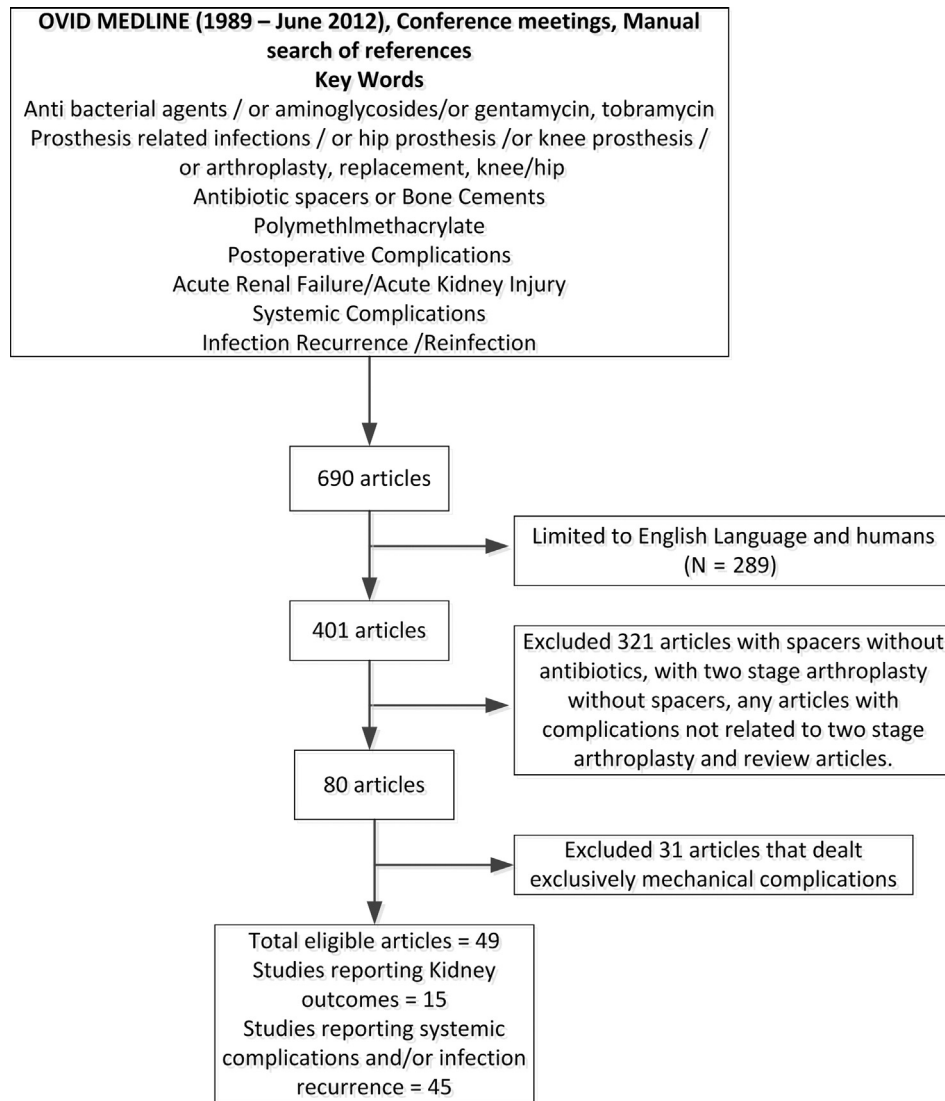 OVID MEDLINE (1989 – June 2012), Conference meetings, Manual
search of references
Key Words
Anti bacterial agents / or aminoglycosides/or gentamycin, tobramycin
Prosthesis related infections / or hip prosthesis /or knee prosthesis /
or arthroplasty, replacement, knee/hip
Antibiotic spacers or Bone Cements
Polymethlmethacrylate
Postoperative Complications
Acute Renal Failure/Acute Kidney Injury
Systemic Complications
Infection Recurrence /Reinfection
690 articles
Limited to English Language and humans
(N = 289)
401 articles
Excluded 321 articles with spacers without
antibiotics, with two stage arthroplasty
without spacers, any articles with
complications not related to two stage
arthroplasty and review articles.
80 articles
Excluded 31 articles that dealt
exclusively mechanical complications
Total eligible articles = 49
Studies reporting Kidney
outcomes = 15
Studies reporting systemic
complications and/or infection
recurrence = 45